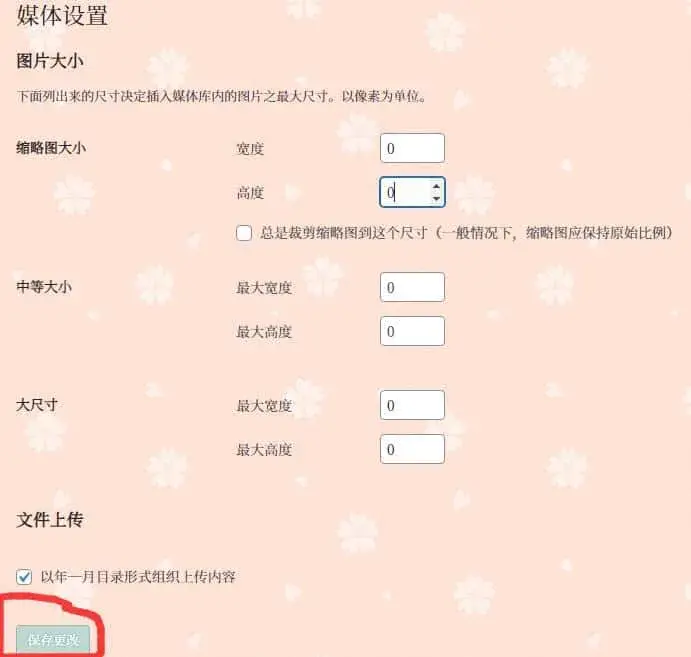 媒体设置
图片大小
下面列出来的尺寸决定插入媒体库内的图片之最大尺寸。以像素为单位。
缩略图大小 宽度 0
高度 0
总是裁剪缩略图到这个尺寸（一般情况下，缩略图应保持原始比例）
中等大小 最大宽度 0
最大高度 0
大尺寸 最大宽度 0
最大高度 0
文件上传
以年—月目录形式组织上传内容
保存更改